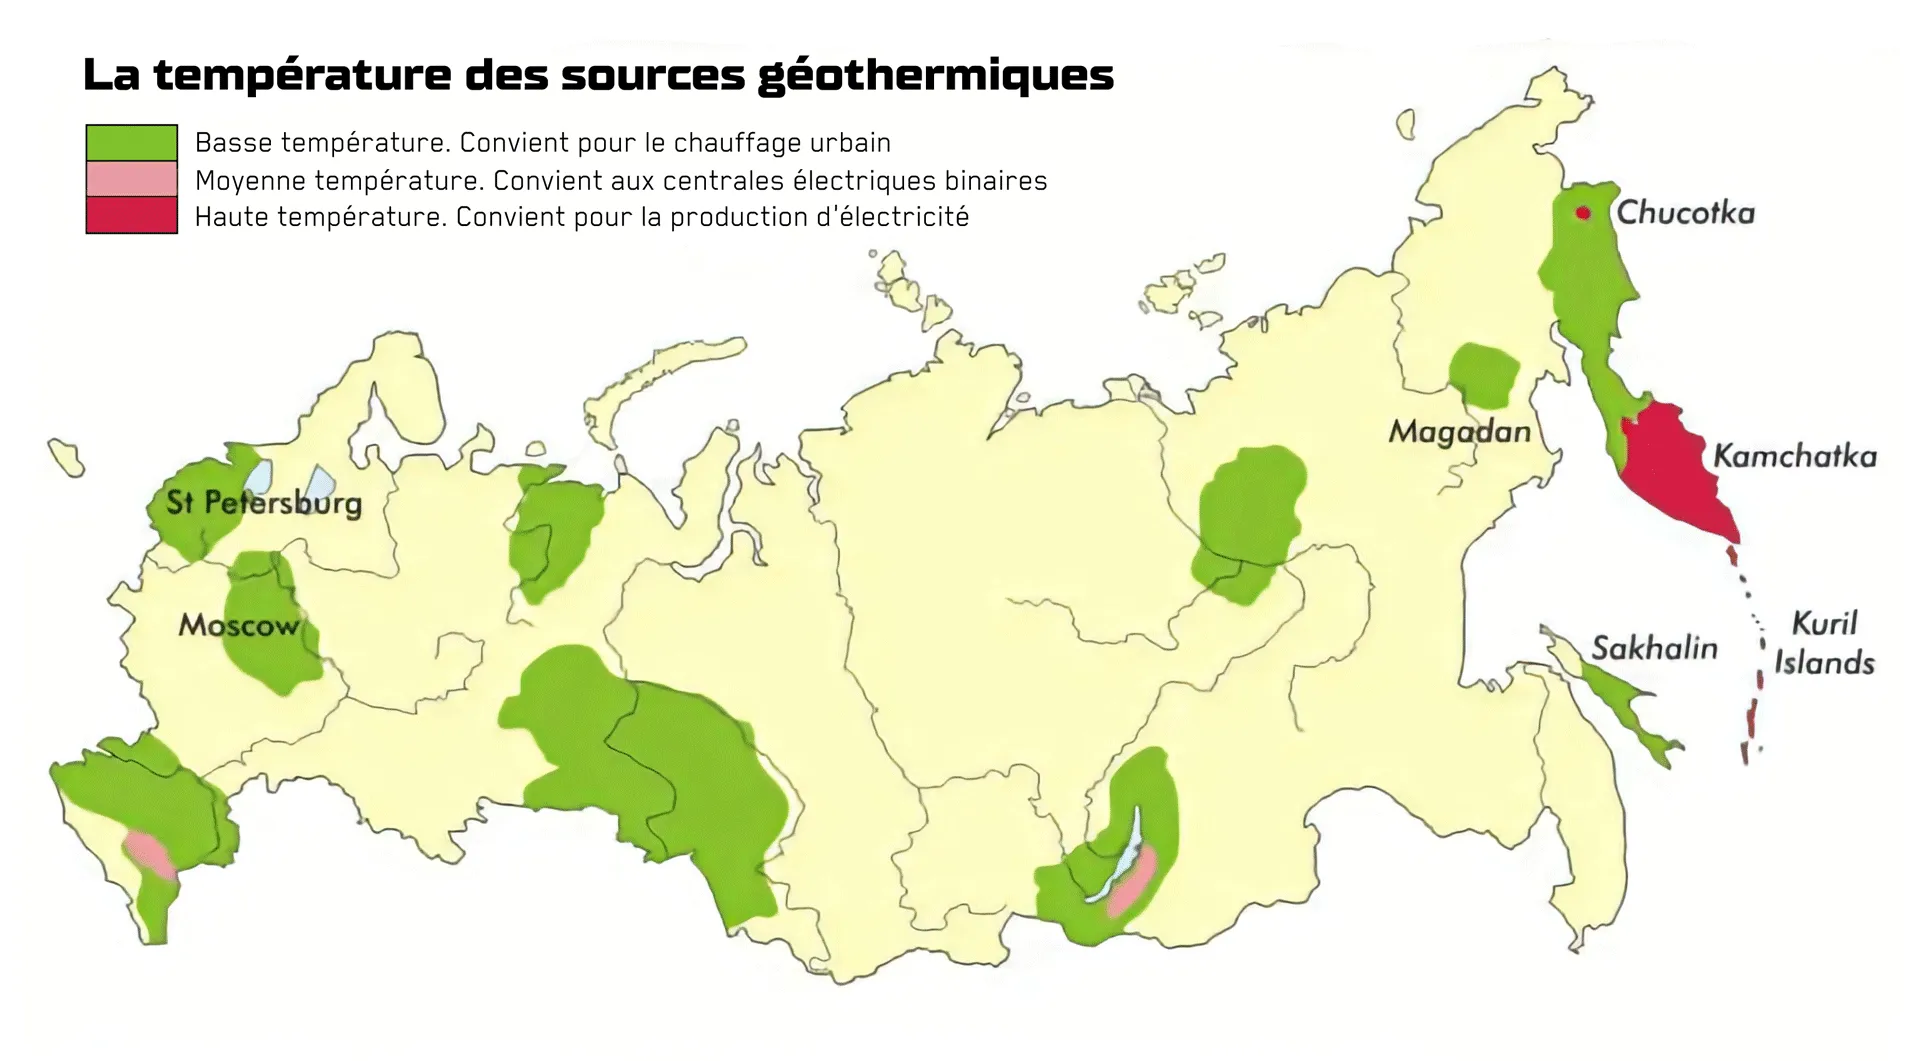 La température des sources géothermiques
Basse température. Convient pour le chauffage urbain
Moyenne température. Convient aux centrales électriques binaires
Haute température. Convient pour la production d'électricité
Chucotka
Magadan
Kamchatka
St Petersburg
Moscow
Sakhalin
Kuril
Islands